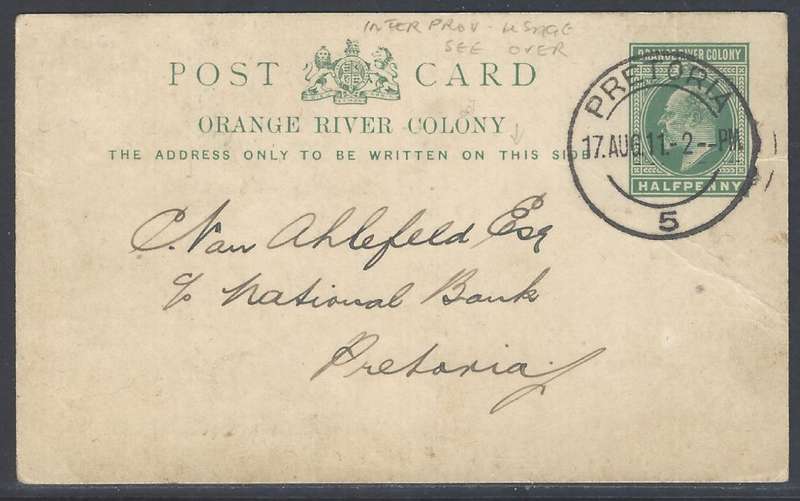 INTER PROV - USAGE
SEE OVER
POST CARD
ORANGE RIVER COLONY
THE ADDRESS ONLY TO BE WRITTEN ON THIS SIDE
ORANGE RIVER COLONY
HALFPENNY
PRETORIA
17.AUG.11.-2--PM
5
C. Van Ahlefeld Esq
c/o National Bank
Pretoria